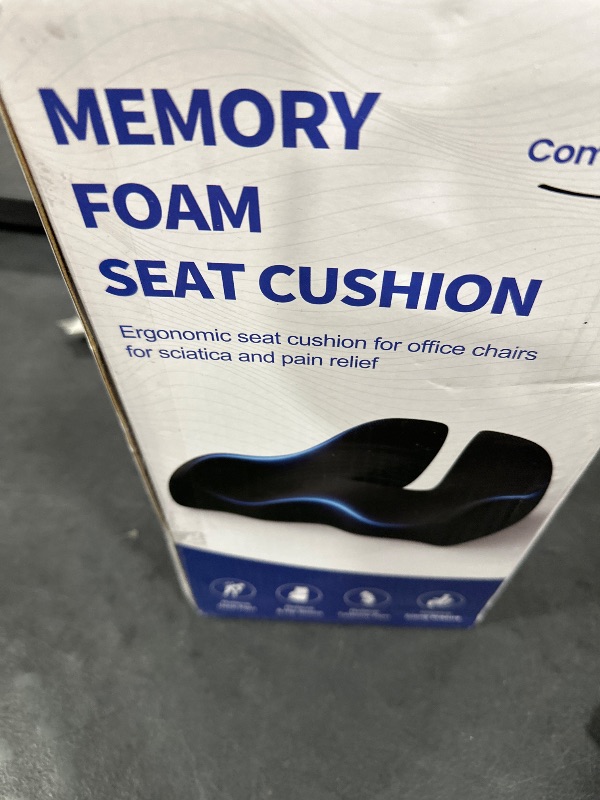 MEMORY
FOAM
SEAT CUSHION
Com
Ergonomic seat cushion for office chairs
for sciatica and pain relief